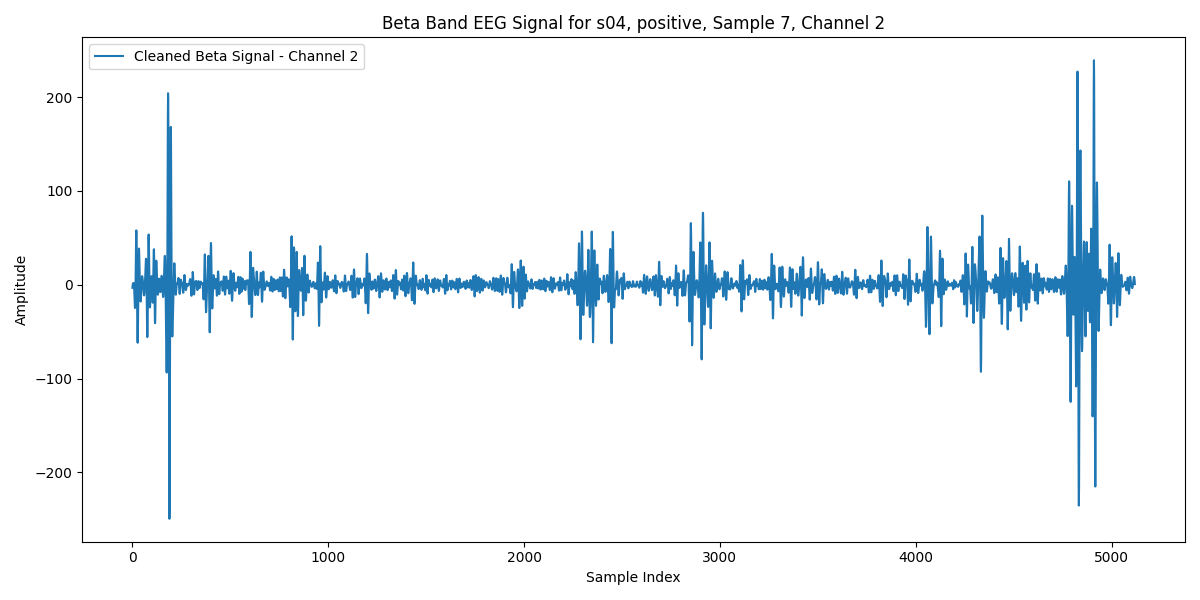 Beta Band EEG Signal for s04, positive, Sample 7, Channel 2
Cleaned Beta Signal - Channel 2
Amplitude
200
100
0
−100
−200
0 1000 2000 3000 4000 5000
Sample Index